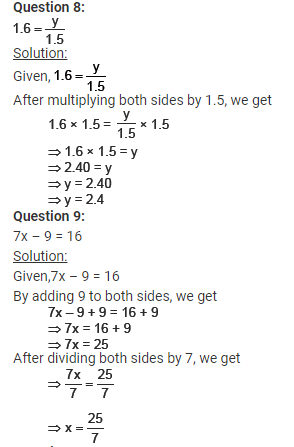 Question 8:
1.6 = y/1.5
Solution:
Given, 1.6 = y/1.5
After multiplying both sides by 1.5, we get
1.6 × 1.5 = y/1.5 × 1.5
⇒ 1.6 × 1.5 = y
⇒ 2.40 = y
⇒ y = 2.40
⇒ y = 2.4
Question 9:
7x – 9 = 16
Solution:
Given,7x – 9 = 16
By adding 9 to both sides, we get
7x – 9 + 9 = 16 + 9
⇒ 7x = 16 + 9
⇒ 7x = 25
After dividing both sides by 7, we get
⇒ 7x/7 = 25/7
⇒ x = 25/7